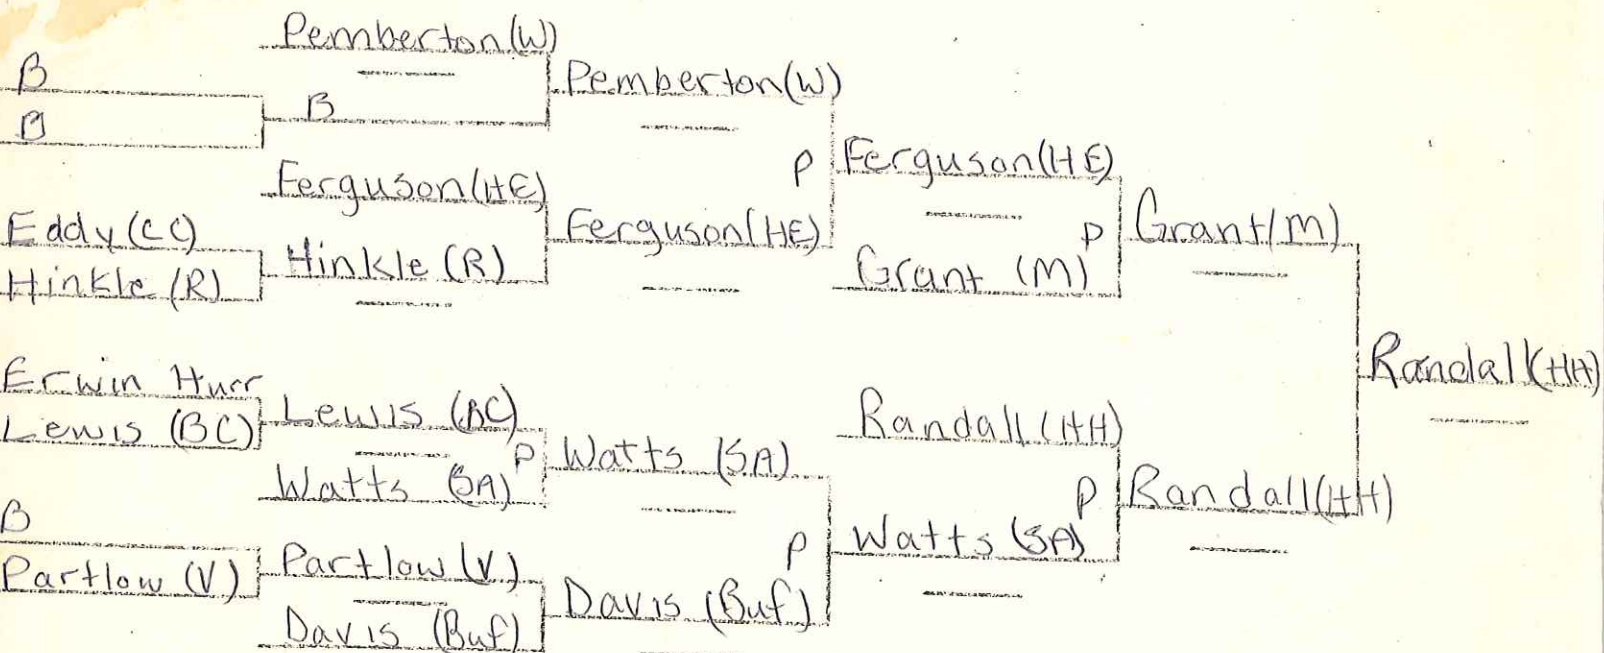 Pemberton (W)
B
B
B
Pemberton (W)
Ferguson (HE)
Eddy (CC)
Hinkle (R)
Hinkle (R)
Ferguson (HE)
P
Ferguson (HE)
Grant (M)
P
Grant (M)
Erwin Hurr
Lewis (BC)
Lewis (BC)
Watts (SA)
P
Watts (SA)
B
Partlow (V)
Partlow (V)
Davis (Buf)
Davis (Buf)
P
Randall (HH)
Watts (SA)
P
Randall (HH)
Randall (HH)